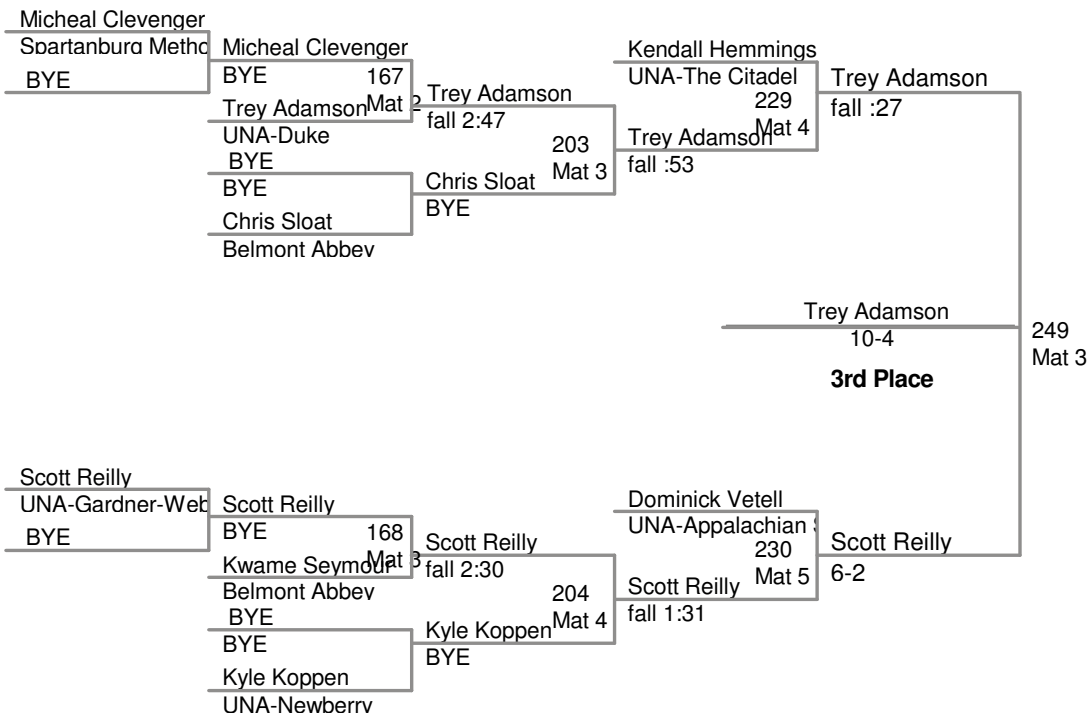 Micheal Clevenger
Spartanburg Metho
BYE
Micheal Clevenger
BYE
167
Mat 2
Trey Adamson
UNA-Duke
BYE
BYE
Chris Sloat
Belmont Abbey
Trey Adamson
fall 2:47
203
Mat 3
Chris Sloat
BYE
Kendall Hemmings
UNA-The Citadel
229
Mat 4
Trey Adamson
fall :53
Trey Adamson
fall :27
Trey Adamson
10-4
3rd Place
249
Mat 3
Scott Reilly
UNA-Gardner-Web
BYE
Scott Reilly
BYE
168
Mat 3
Kwame Seymour
Belmont Abbey
BYE
BYE
Kyle Koppen
UNA-Newberry
Scott Reilly
fall 2:30
204
Mat 4
Kyle Koppen
BYE
Dominick Vetell
UNA-Appalachian S
230
Mat 5
Scott Reilly
fall 1:31
Scott Reilly
6-2